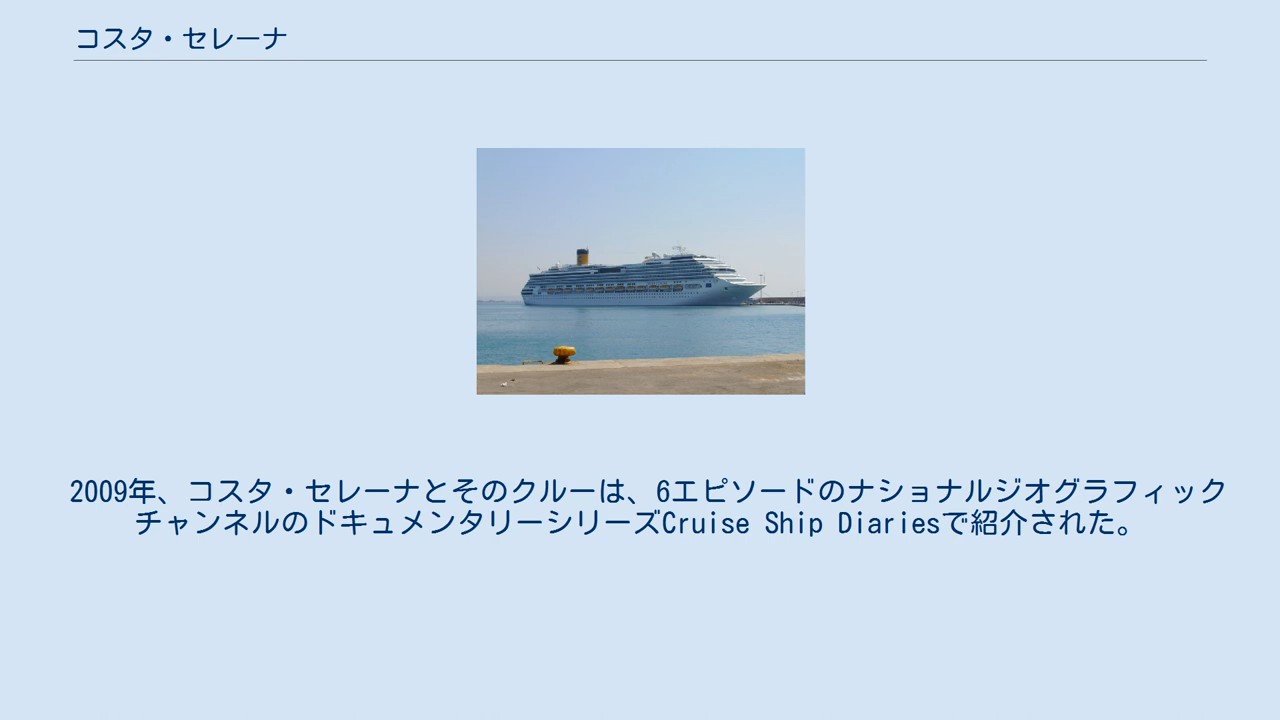 コスタ・セレーナ
2009年、コスタ・セレーナとそのクルーは、6エピソードのナショナルジオグラフィック
チャンネルのドキュメンタリーシリーズCruise Ship Diariesで紹介された。